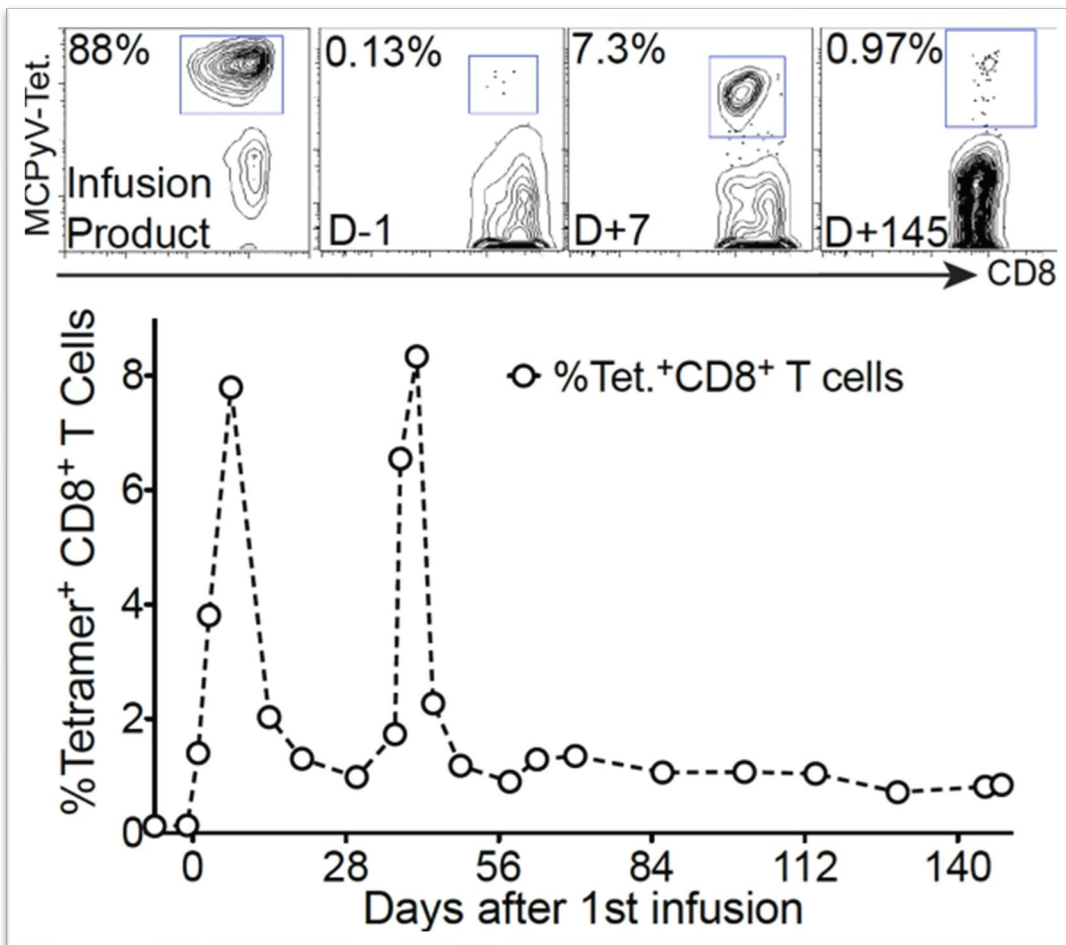 MCPyV-Tet.
88%
Infusion
Product
0.13%
D-1
7.3%
D+7
0.97%
D+145
CD8
%Tetramer⁺ CD8⁺ T Cells
8
6
4
2
0
%Tet.⁺CD8⁺ T cells
0 28 56 84 112 140
Days after 1st infusion